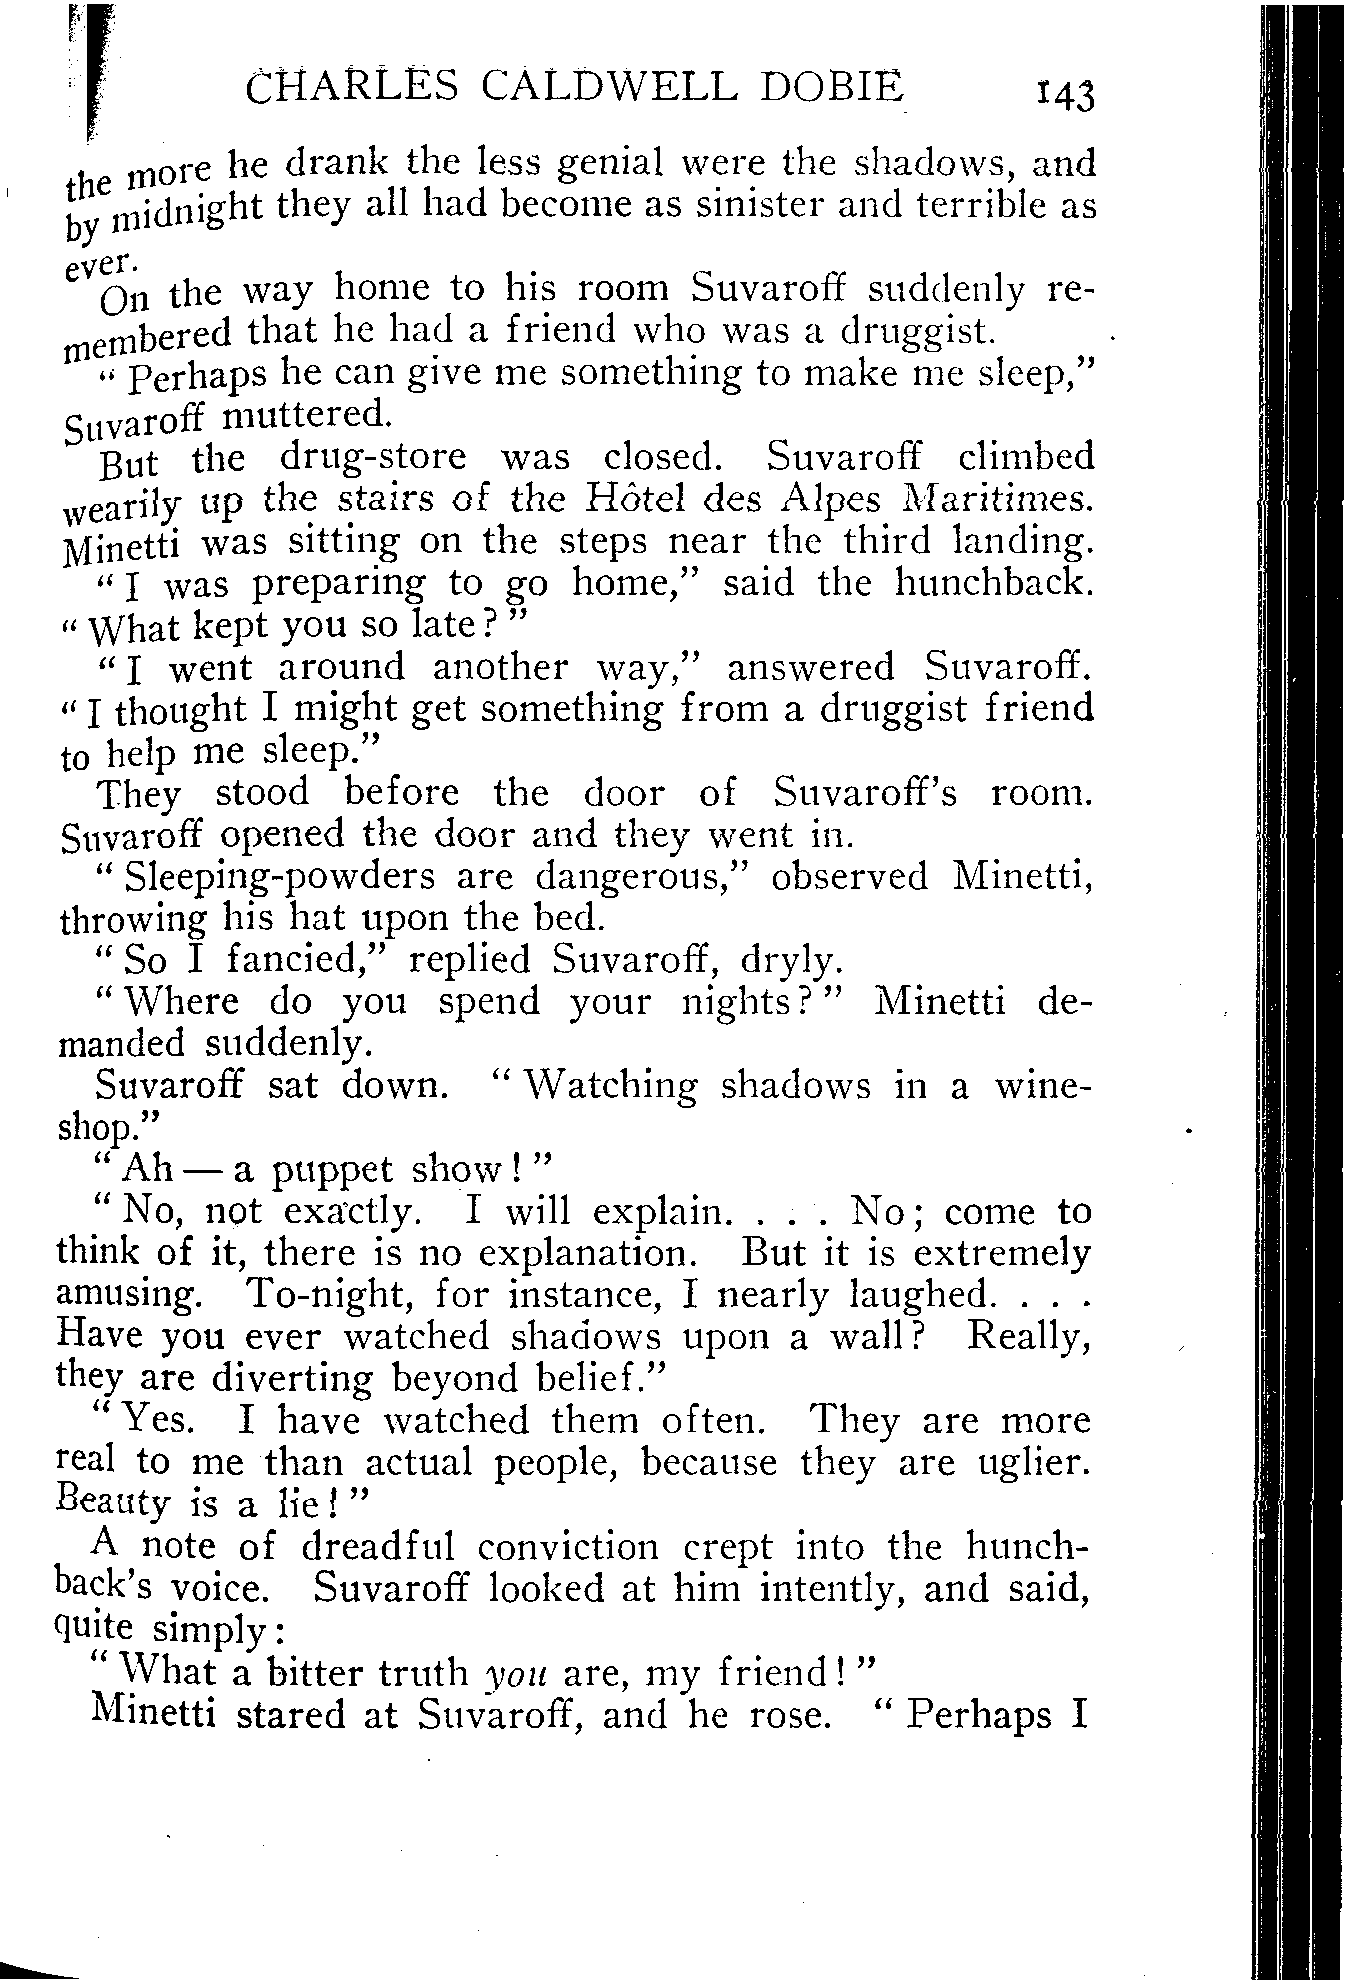 CHARLES CALDWELL DOBIE 143
the more he drank the less genial were the shadows, and
by midnight they all had become as sinister and terrible as
ever.
On the way home to his room Suvaroff suddenly re-
membered that he had a friend who was a druggist.
" Perhaps he can give me something to make me sleep,"
Suvaroff muttered.
But the drug-store was closed. Suvaroff climbed
wearily up the stairs of the Hôtel des Alpes Maritimes.
Minetti was sitting on the steps near the third landing.
" I was preparing to go home," said the hunchback.
" What kept you so late? "
" I went around another way," answered Suvaroff.
" I thought I might get something from a druggist friend
to help me sleep."
They stood before the door of Suvaroff's room.
Suvaroff opened the door and they went in.
" Sleeping-powders are dangerous," observed Minetti,
throwing his hat upon the bed.
" So I fancied," replied Suvaroff, dryly.
" Where do you spend your nights? " Minetti de-
manded suddenly.
Suvaroff sat down. " Watching shadows in a wine-
shop."
" Ah — a puppet show! "
" No, not exactly. I will explain. . . . No; come to
think of it, there is no explanation. But it is extremely
amusing. To-night, for instance, I nearly laughed. . . .
Have you ever watched shadows upon a wall? Really,
they are diverting beyond belief."
" Yes. I have watched them often. They are more
real to me than actual people, because they are uglier.
Beauty is a lie! "
A note of dreadful conviction crept into the hunch-
back's voice. Suvaroff looked at him intently, and said,
quite simply:
" What a bitter truth you are, my friend! "
Minetti stared at Suvaroff, and he rose. " Perhaps I